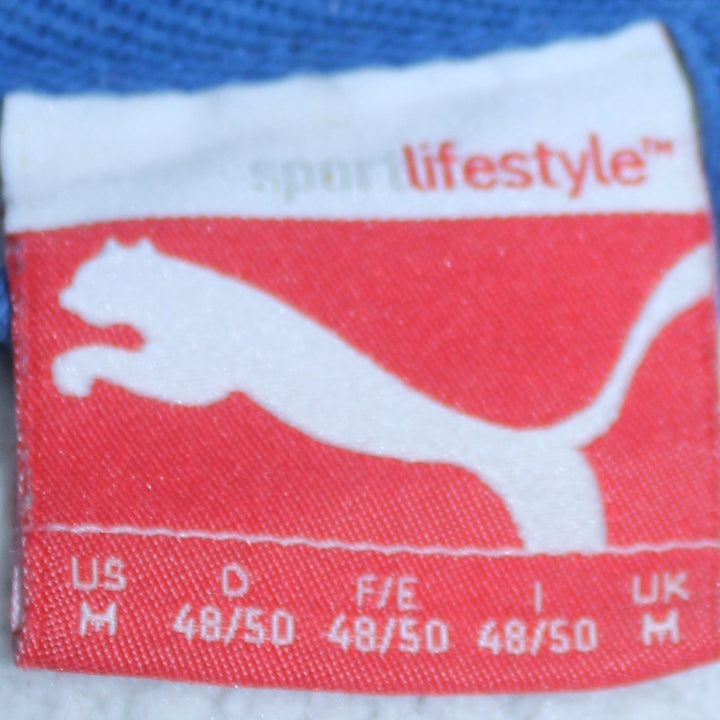 sportlifestyle™
US D F/E I UK
M 48/50 48/50 48/50 M